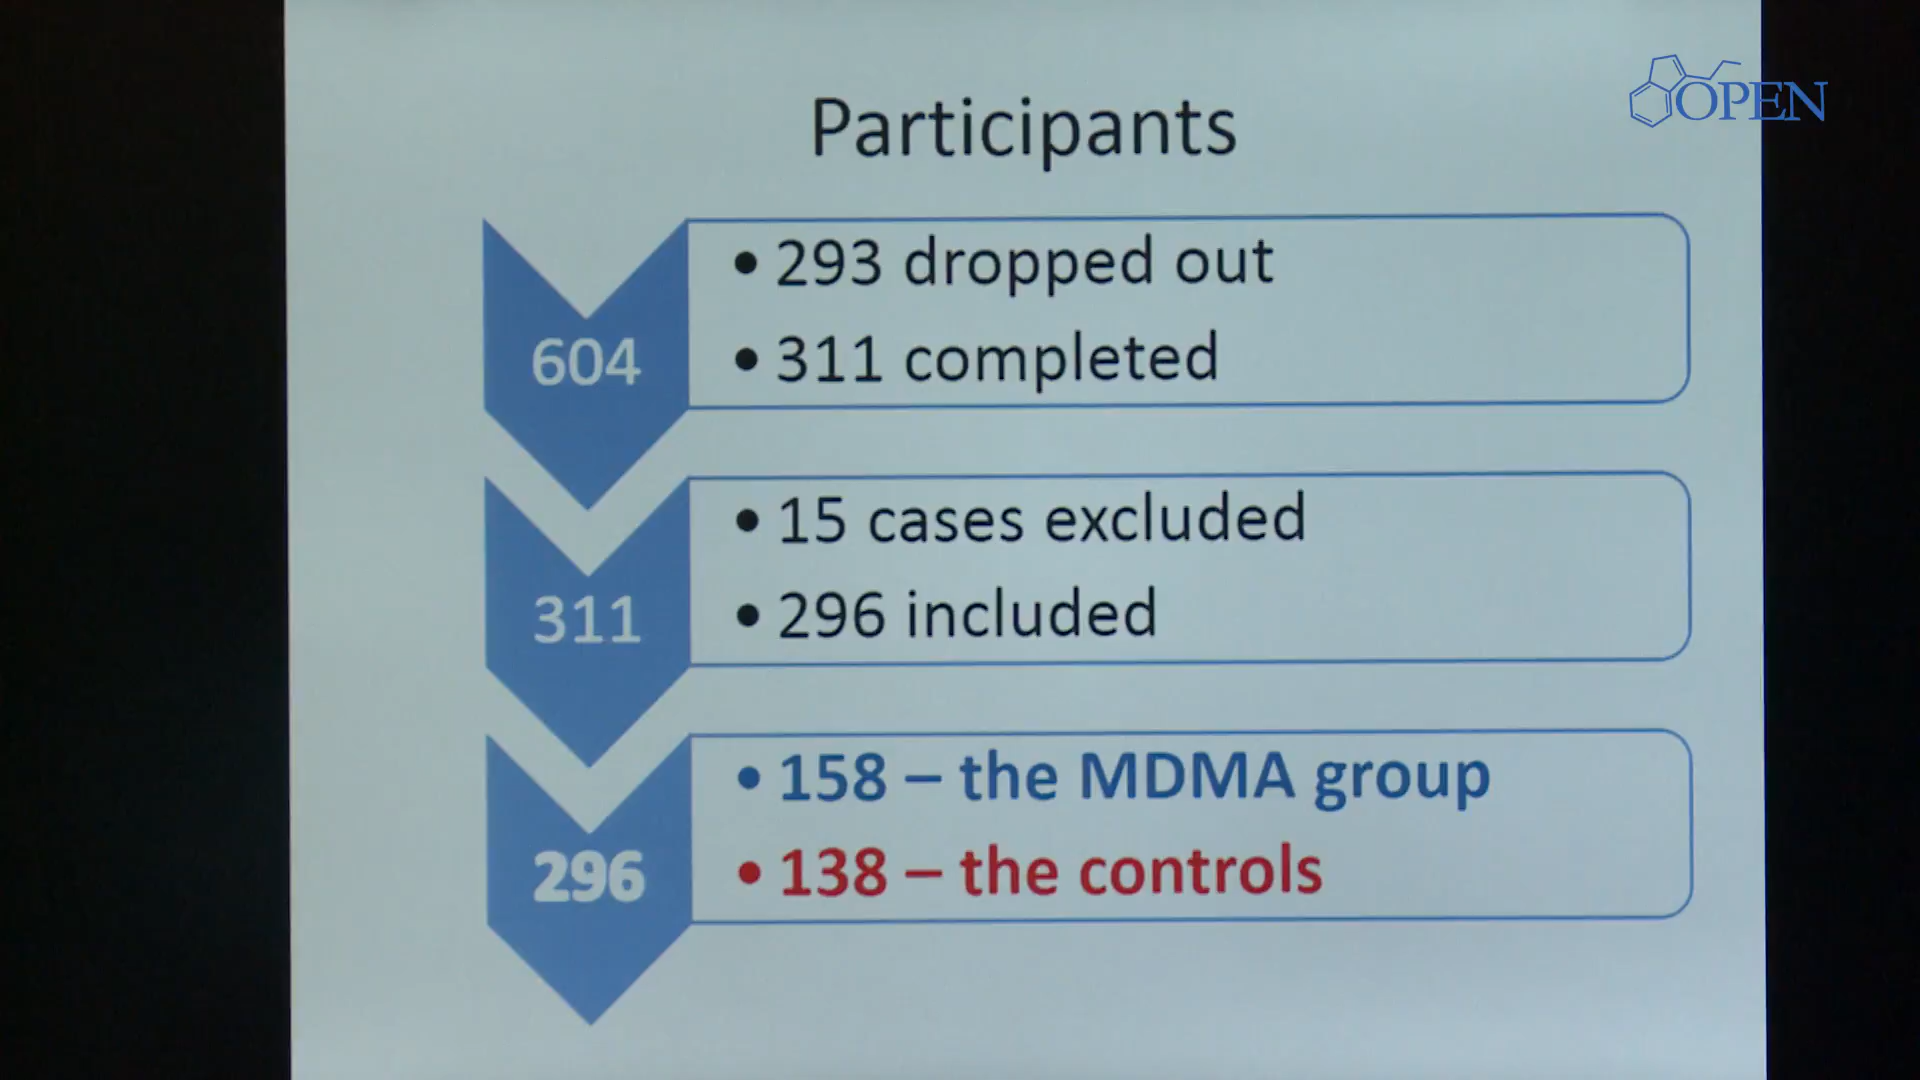 OPEN
Participants
604
• 293 dropped out
• 311 completed
311
• 15 cases excluded
• 296 included
296
• 158 – the MDMA group
• 138 – the controls